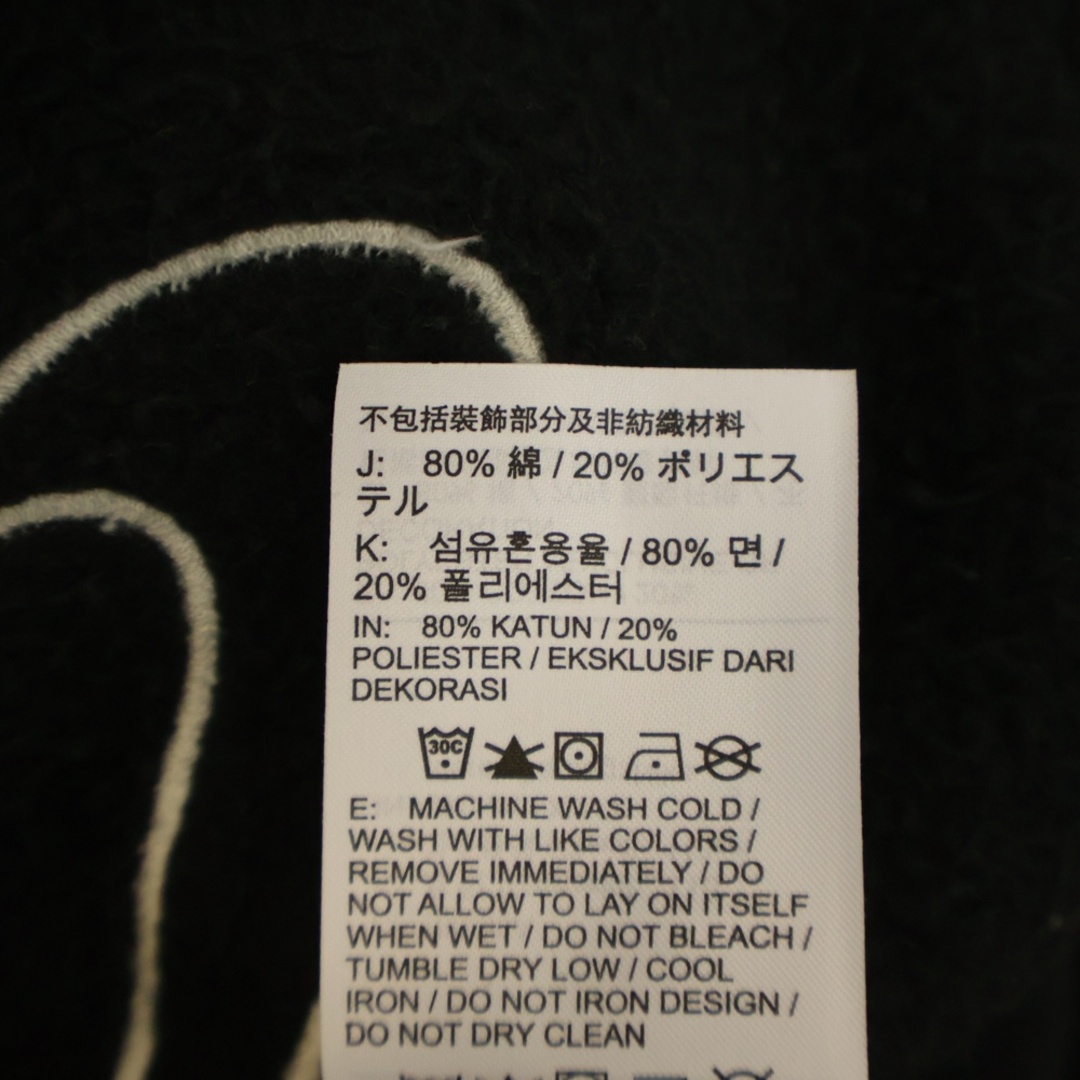 不包括裝飾部分及非紡織材料
J: 80% 綿 / 20% ポリエス
テル
K: 섬유혼용율 / 80% 면 /
20% 폴리에스터
IN: 80% KATUN / 20%
POLIESTER / EKSKLUSIF DARI
DEKORASI
30C
E: MACHINE WASH COLD /
WASH WITH LIKE COLORS /
REMOVE IMMEDIATELY / DO
NOT ALLOW TO LAY ON ITSELF
WHEN WET / DO NOT BLEACH /
TUMBLE DRY LOW / COOL
IRON / DO NOT IRON DESIGN /
DO NOT DRY CLEAN